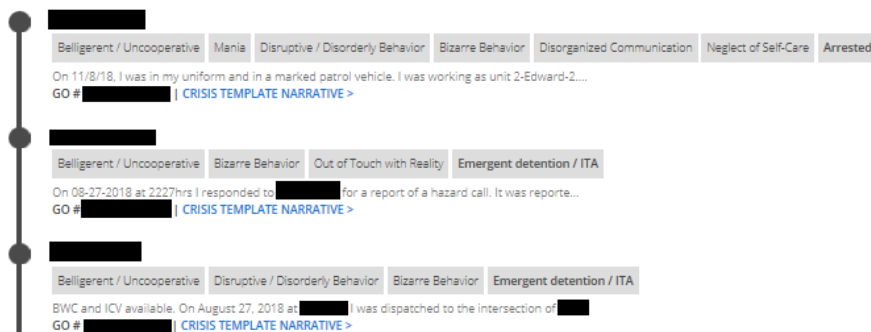 Belligerent / Uncooperative Mania Disruptive / Disorderly Behavior Bizarre Behavior Disorganized Communication Neglect of Self-Care Arrested
On 11/8/18, I was in my uniform and in a marked patrol vehicle. I was working as unit 2-Edward-2....
GO # | CRISIS TEMPLATE NARRATIVE >
Belligerent / Uncooperative Bizarre Behavior Out of Touch with Reality Emergent detention / ITA
On 08-27-2018 at 2227hrs I responded to for a report of a hazard call. It was reporte...
GO # | CRISIS TEMPLATE NARRATIVE >
Belligerent / Uncooperative Disruptive / Disorderly Behavior Bizarre Behavior Emergent detention / ITA
BWC and ICV available. On August 27, 2018 at I was dispatched to the intersection of
GO # | CRISIS TEMPLATE NARRATIVE >